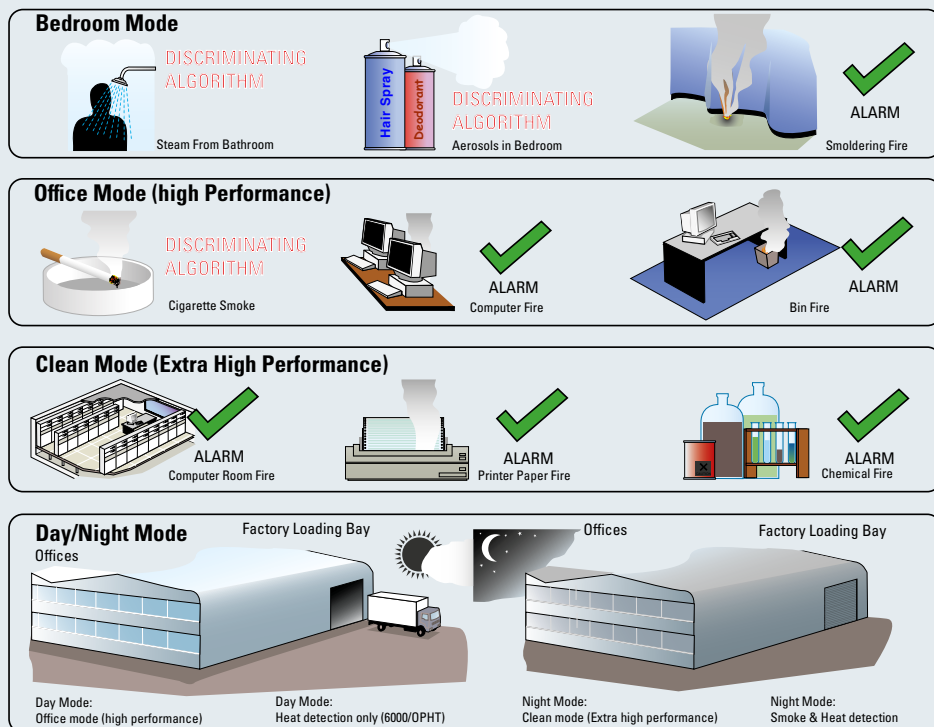 Bedroom Mode
DISCRIMINATING
ALGORITHM
Steam From Bathroom
Hair Spray
Deodorant
DISCRIMINATING
ALGORITHM
Aerosols in Bedroom
ALARM
Smoldering Fire
Office Mode (high Performance)
DISCRIMINATING
ALGORITHM
Cigarette Smoke
ALARM
Computer Fire
ALARM
Bin Fire
Clean Mode (Extra High Performance)
ALARM
Computer Room Fire
ALARM
Printer Paper Fire
ALARM
Chemical Fire
Day/Night Mode
Offices
Factory Loading Bay
Offices
Factory Loading Bay
Day Mode:
Office mode (high performance)
Day Mode:
Heat detection only (6000/OPHT)
Night Mode:
Clean mode (Extra high performance)
Night Mode:
Smoke & Heat detection